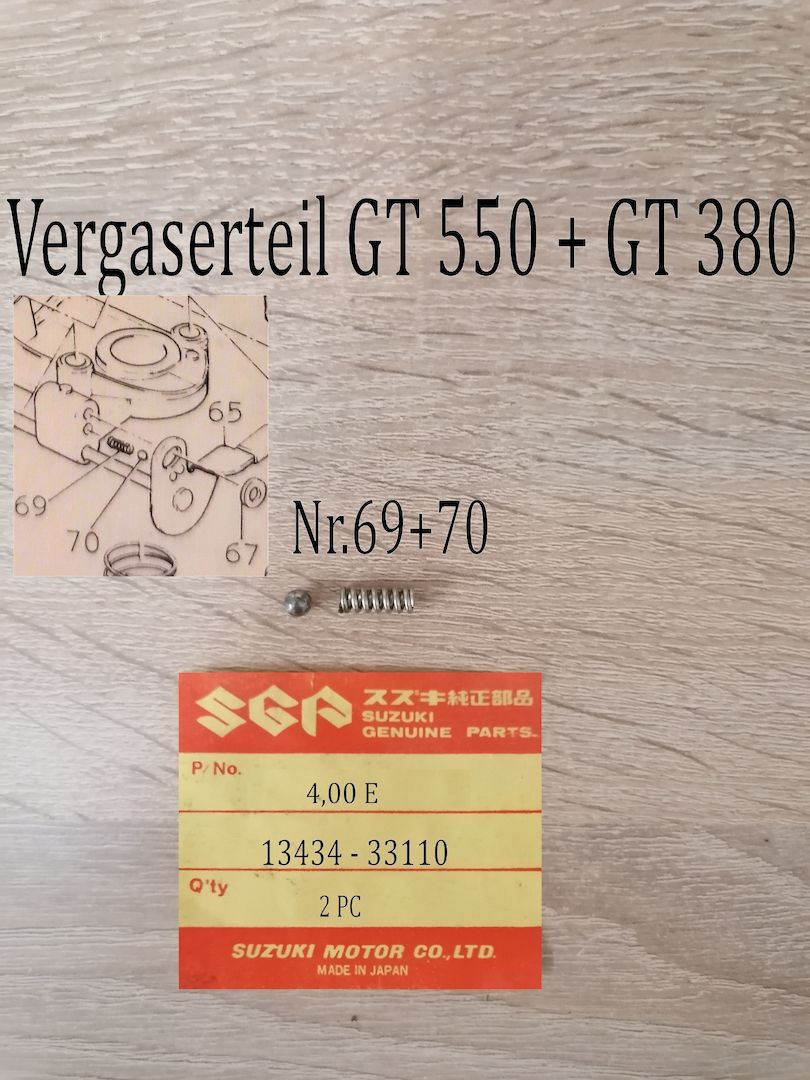 Vergaserteil GT 550 + GT 380
65
69
70
67
Nr.69+70
SGP スズキ純正部品
SUZUKI
GENUINE PARTS
P/No.
4,00 E
13434 - 33110
Q'ty
2 PC
SUZUKI MOTOR CO.,LTD.
MADE IN JAPAN